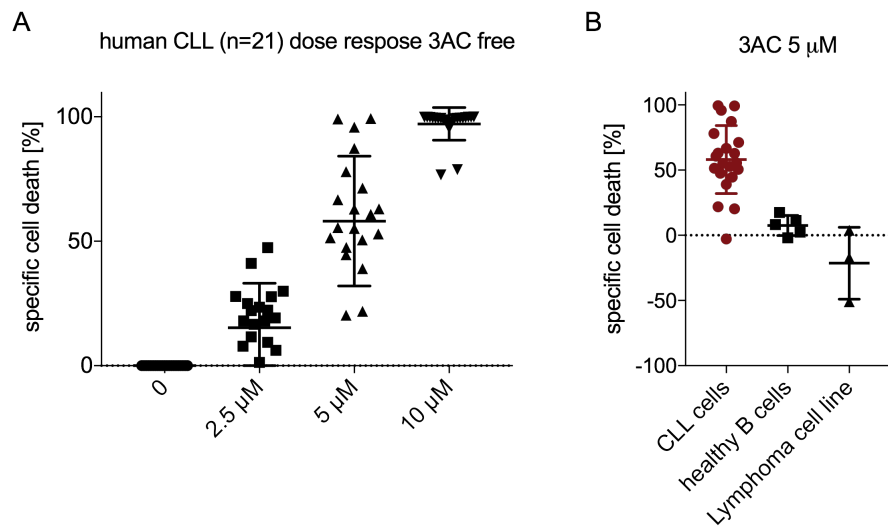 A
human CLL (n=21) dose respose 3AC free
specific cell death [%]
100
50
0
0
2.5 µM
5 µM
10 µM
B
3AC 5 µM
specific cell death [%]
100
50
0
-50
-100
CLL cells
healthy B cells
Lymphoma cell line